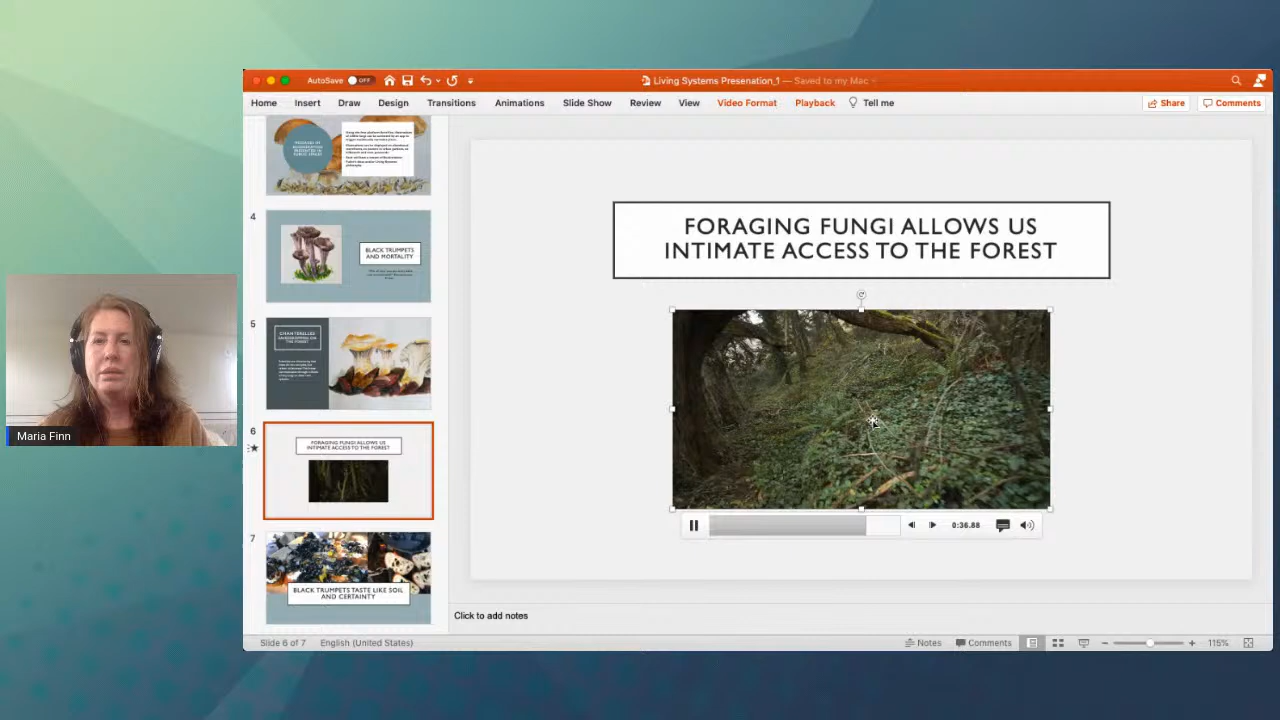 AutoSave OFF
Living Systems Presenation_1 — Saved to my Mac
Home Insert Draw Design Transitions Animations Slide Show Review View Video Format Playback Tell me
Share Comments
4
BLACK TRUMPETS
AND MORTALITY
5
CHANTERELLES
6
FORAGING FUNGI ALLOWS US
INTIMATE ACCESS TO THE FOREST
7
BLACK TRUMPETS TASTE LIKE SOIL
AND CERTAINTY
FORAGING FUNGI ALLOWS US
INTIMATE ACCESS TO THE FOREST
0:36.88
Maria Finn
Click to add notes
Slide 6 of 7 English (United States)
Notes Comments 115%